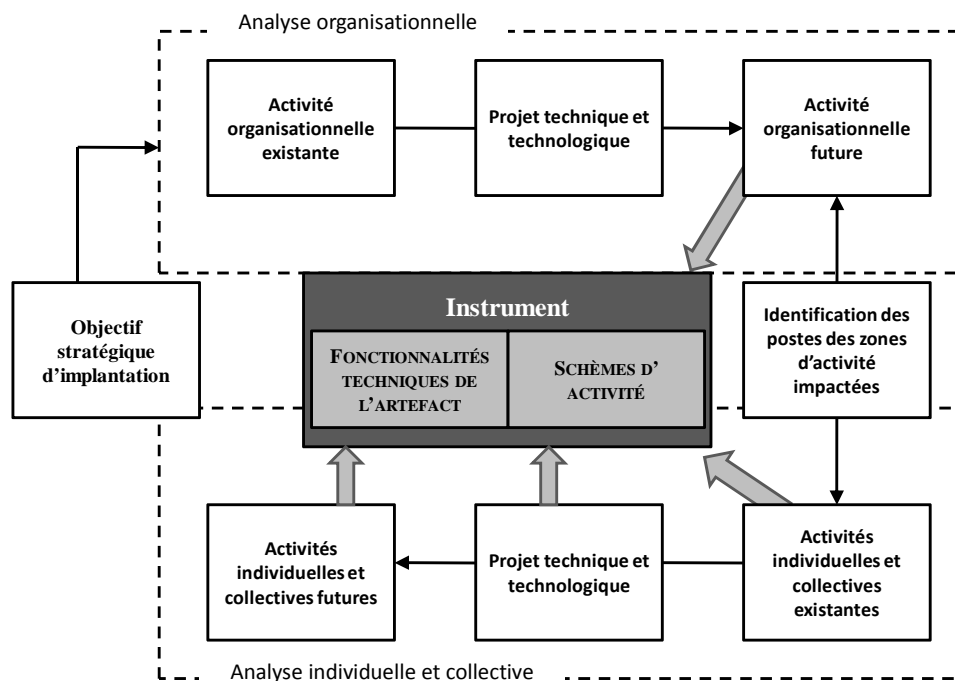 Analyse organisationnelle
Activité
organisationnelle
existante
Projet technique et
technologique
Activité
organisationnelle
future
Objectif
stratégique
d'implantation
Instrument
FONCTIONNALITÉS
TECHNIQUES DE
L'ARTEFACT
SCHÈMES D'
ACTIVITÉ
Identification des
postes des zones
d'activité
impactées
Activités
individuelles et
collectives futures
Projet technique et
technologique
Activités
individuelles et
collectives
existantes
Analyse individuelle et collective